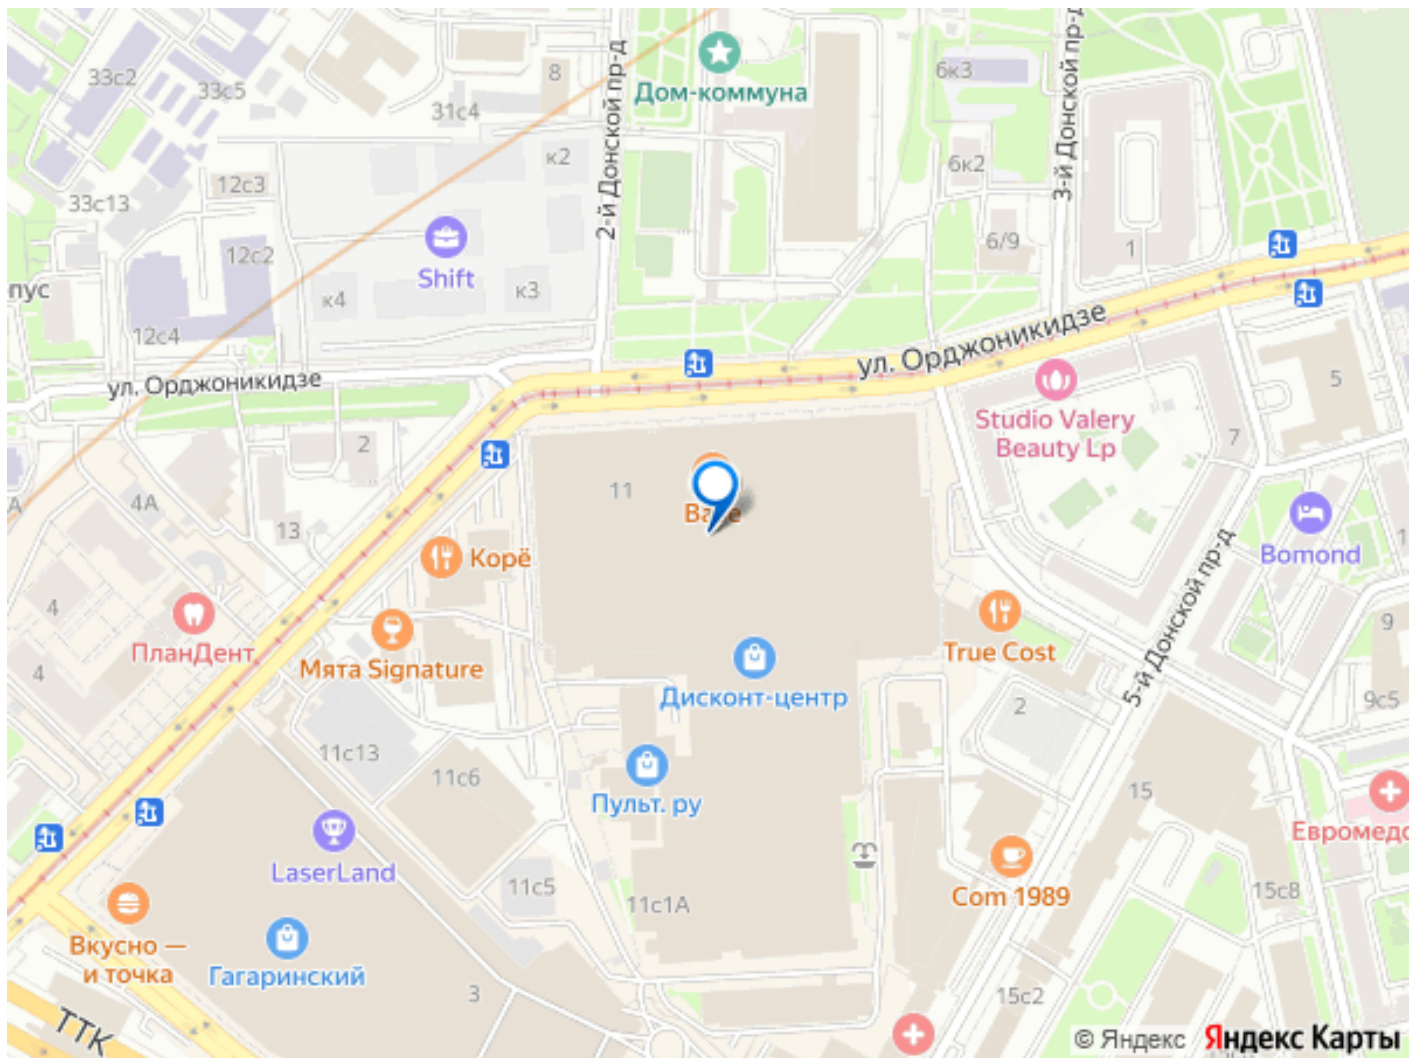 33с2
33с5
8
31с4
2-й Донской пр-д
Дом-коммуна
6к3
3-й Донской пр-д
к2
12с3
33с13
6к2
12с2
Shift
6/9
1
пус
к4
к3
12с4
ул. Орджоникидзе
ул. Орджоникидзе
5
Studio Valery
Beauty Lp
7
2
4А
13
11
Корё
Bomond
5-й Донской пр-д
4
ПланДент
4
Мята Signature
True Cost
9
Дисконт-центр
9с5
2
11с13
11с6
Пульт. ру
15
LaserLand
Евромедс
11с5
11с1А
Com 1989
15с8
Вкусно —
и точка
Гагаринский
3
15с2
ТТК
© Яндекс Яндекс Карты